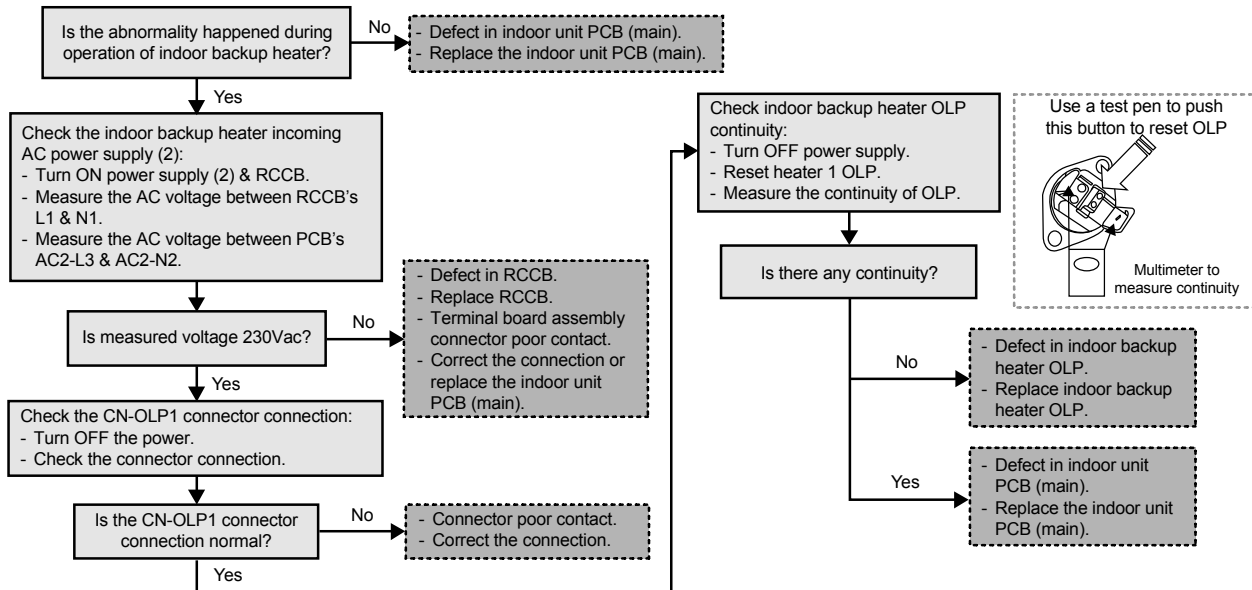 Is the abnormality happened during
operation of indoor backup heater?
No
- Defect in indoor unit PCB (main).
- Replace the indoor unit PCB (main).
Yes
Check the indoor backup heater incoming
AC power supply (2):
- Turn ON power supply (2) & RCCB.
- Measure the AC voltage between RCCB's
L1 & N1.
- Measure the AC voltage between PCB's
AC2-L3 & AC2-N2.
Is measured voltage 230Vac?
No
- Defect in RCCB.
- Replace RCCB.
- Terminal board assembly
connector poor contact.
- Correct the connection or
replace the indoor unit
PCB (main).
Yes
Check the CN-OLP1 connector connection:
- Turn OFF the power.
- Check the connector connection.
Is the CN-OLP1 connector
connection normal?
No
- Connector poor contact.
- Correct the connection.
Yes
Check indoor backup heater OLP
continuity:
- Turn OFF power supply.
- Reset heater 1 OLP.
- Measure the continuity of OLP.
Is there any continuity?
No
- Defect in indoor backup
heater OLP.
- Replace indoor backup
heater OLP.
Yes
- Defect in indoor unit
PCB (main).
- Replace the indoor unit
PCB (main).
Use a test pen to push
this button to reset OLP
Multimeter to
measure continuity